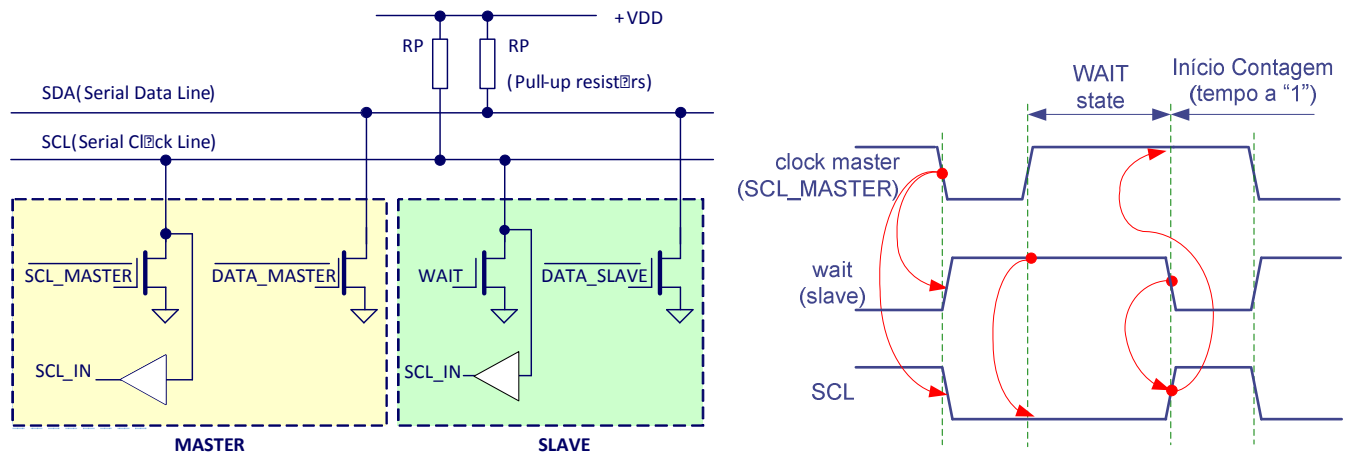 +VDD
RP
RP
(Pull-up resist⍰rs)
SDA(Serial Data Line)
SCL(Serial Cl⍰ck Line)
SCL_MASTER
DATA_MASTER
SCL_IN
MASTER
WAIT
DATA_SLAVE
SCL_IN
SLAVE
WAIT
state
Início Contagem
(tempo a “1”)
clock master
(SCL_MASTER)
wait
(slave)
SCL